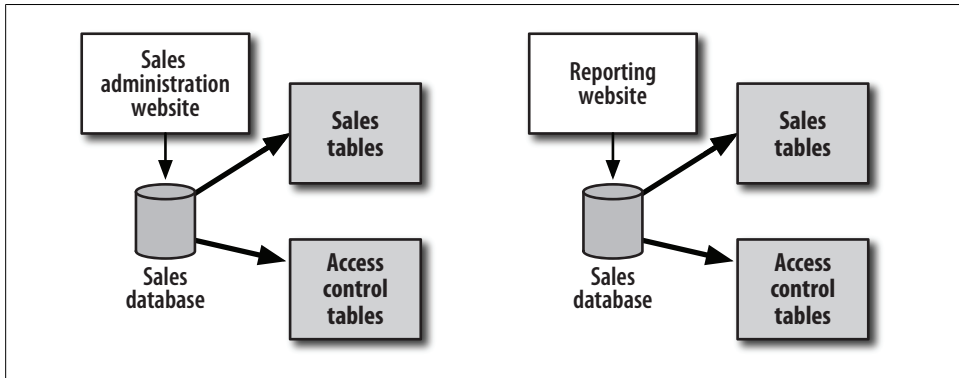 Sales
administration
website
Sales
tables
Sales
database
Access
control
tables
Reporting
website
Sales
tables
Sales
database
Access
control
tables